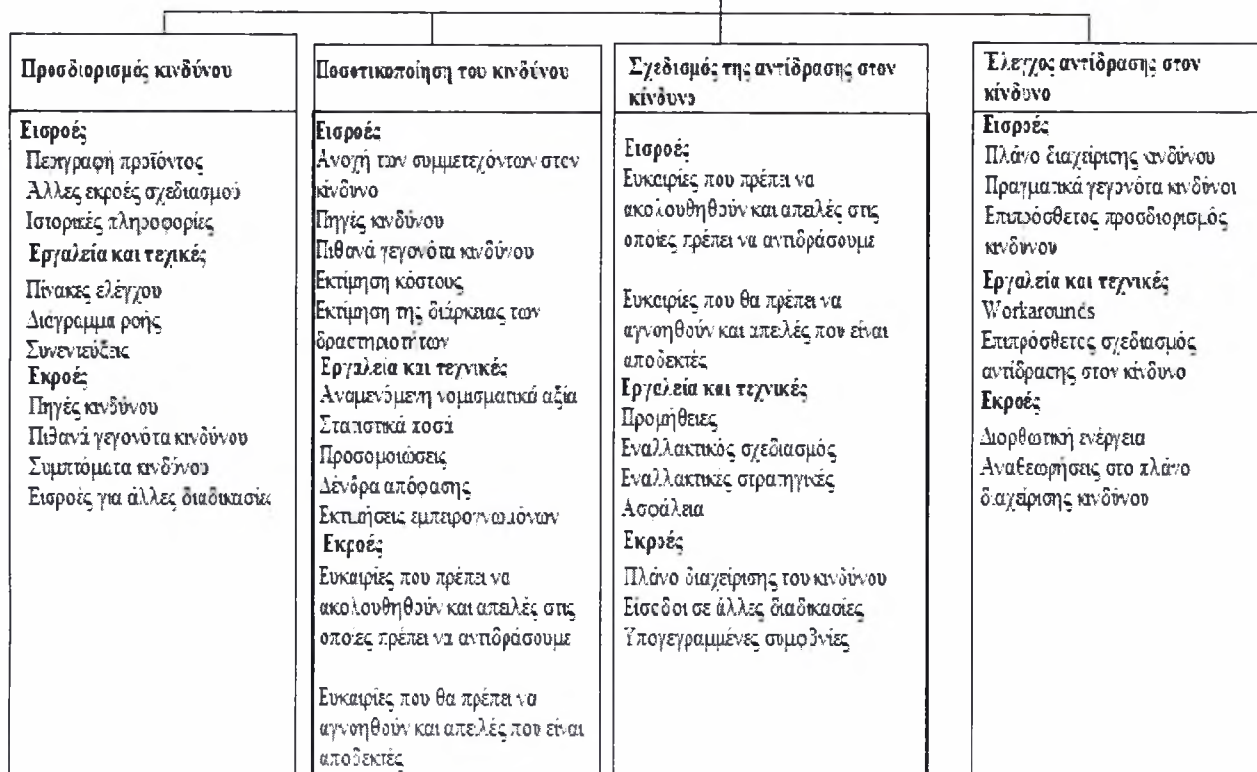 Προσδιορισμός κινδύνου
Εισροές
Περιγραφή προϊόντος
Άλλες εκροές σχεδιασμού
Ιστορικές πληροφορίες
Εργαλεία και τεχικές
Πίνακες ελέγχου
Διάγραμμα ροής
Συνεντεύξεις
Εκροές
Πηγές κινδύνου
Πιθανά γεγονότα κινδύνου
Συμπτόματα κινδύνου
Εισροές για άλλες διαδικασίες
Ποσοτικοποίηση του κινδύνου
Εισροές
Ανοχή των συμμετεχόντων στον
κίνδυνο
Πηγές κινδύνου
Πιθανά γεγονότα κινδύνου
Εκτίμηση κόστους
Εκτίμηση της διάρκειας των
δραστηριοτήτων
Εργαλεία και τεχνικές
Αναμενόμενη νομισματικά αξία
Στατιστικά ποσά
Προσομοιώσεις
Δένδρα απόφασης
Εκτιμήσεις εμπειρογνωμόνων
Εκροές
Ευκαιρίες που πρέπει να
ακολουθηθούν και απειλές στις
οποίες πρέπει να αντιδράσουμε
Ευκαιρίες που θα πρέπει να
αγνοηθούν και απειλές που είναι
αποδεκτές
Σχεδισμός της αντίδρασης στον
κίνδυνο
Εισροές
Ευκαιρίες που πρέπει να
ακολουθηθούν και απειλές στις
οποίες πρέπει να αντιδράσουμε
Ευκαιρίες που θα πρέπει να
αγνοηθούν και απειλές που είναι
αποδεκτές
Εργαλεία και τεχνικές
Προμήθειες
Εναλλακτικός σχεδιασμός
Εναλλακτικές στρατηγικές
Ασφάλεια
Εκροές
Πλάνο διαχείρισης του κινδύνου
Είσοδοι σε άλλες διαδικασίες
Υπογεγραμμένες συμφωνίες
Έλεγχος αντίδρασης στον
κίνδυνο
Εισροές
Πλάνο διαχείρισης κινδύνου
Πραγματικά γεγονότα κινδύνοι
Επιπρόσθετος προσδιορισμός
κινδύνου
Εργαλεία και τεχνικές
Workarounds
Επιπρόσθετος σχεδιασμός
αντίδρασης στον κίνδυνο
Εκροές
Διορθωτική ενέργεια
Αναθεωρήσεις στο πλάνο
διαχείρισης κινδύνου